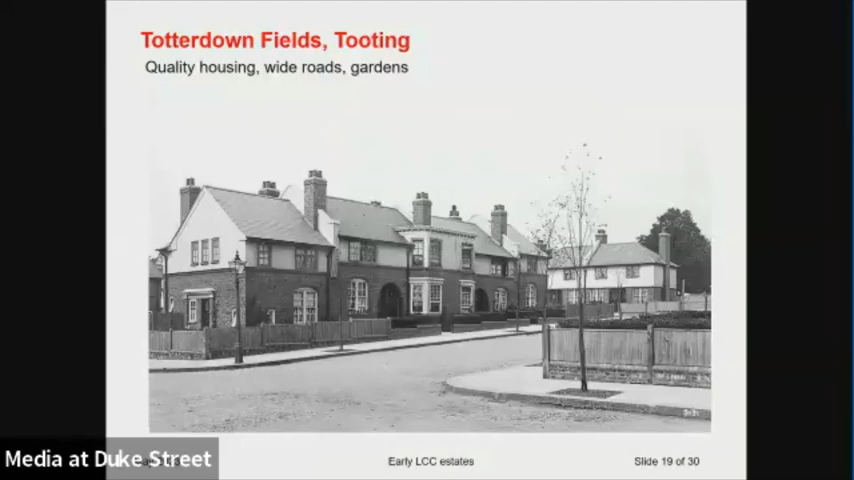 Totterdown Fields, Tooting
Quality housing, wide roads, gardens
Media at Duke Street
Early LCC estates
Slide 19 of 30